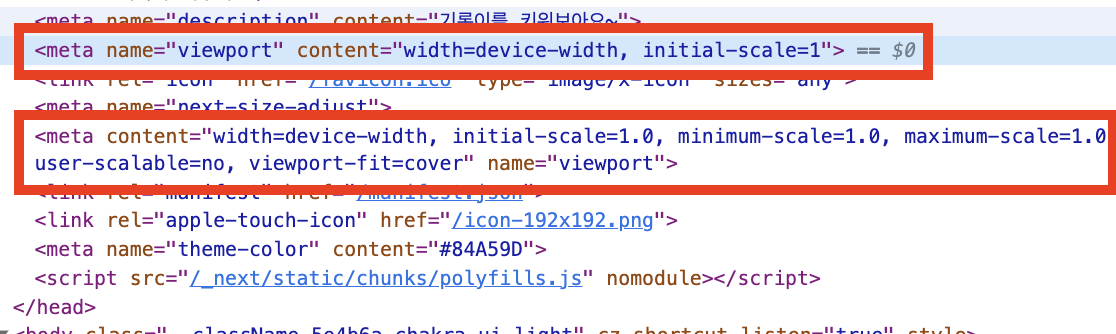 <meta name="description" content="기록이를 키워보아요~">
<meta name="viewport" content="width=device-width, initial-scale=1"> == $0
<link rel="icon" href="/favicon.ico" type="image/x-icon" sizes="any">
<meta name="next-size-adjust">
<meta content="width=device-width, initial-scale=1.0, minimum-scale=1.0, maximum-scale=1.0
user-scalable=no, viewport-fit=cover" name="viewport">
<link rel="manifest" href="/manifest.json">
<link rel="apple-touch-icon" href="/icon-192x192.png">
<meta name="theme-color" content="#84A59D">
<script src="/_next/static/chunks/polyfills.js" nomodule></script>
</head>
<body class="__className_5e4b6a chakra-ui-light" cz-shortcut-listen="true" style>